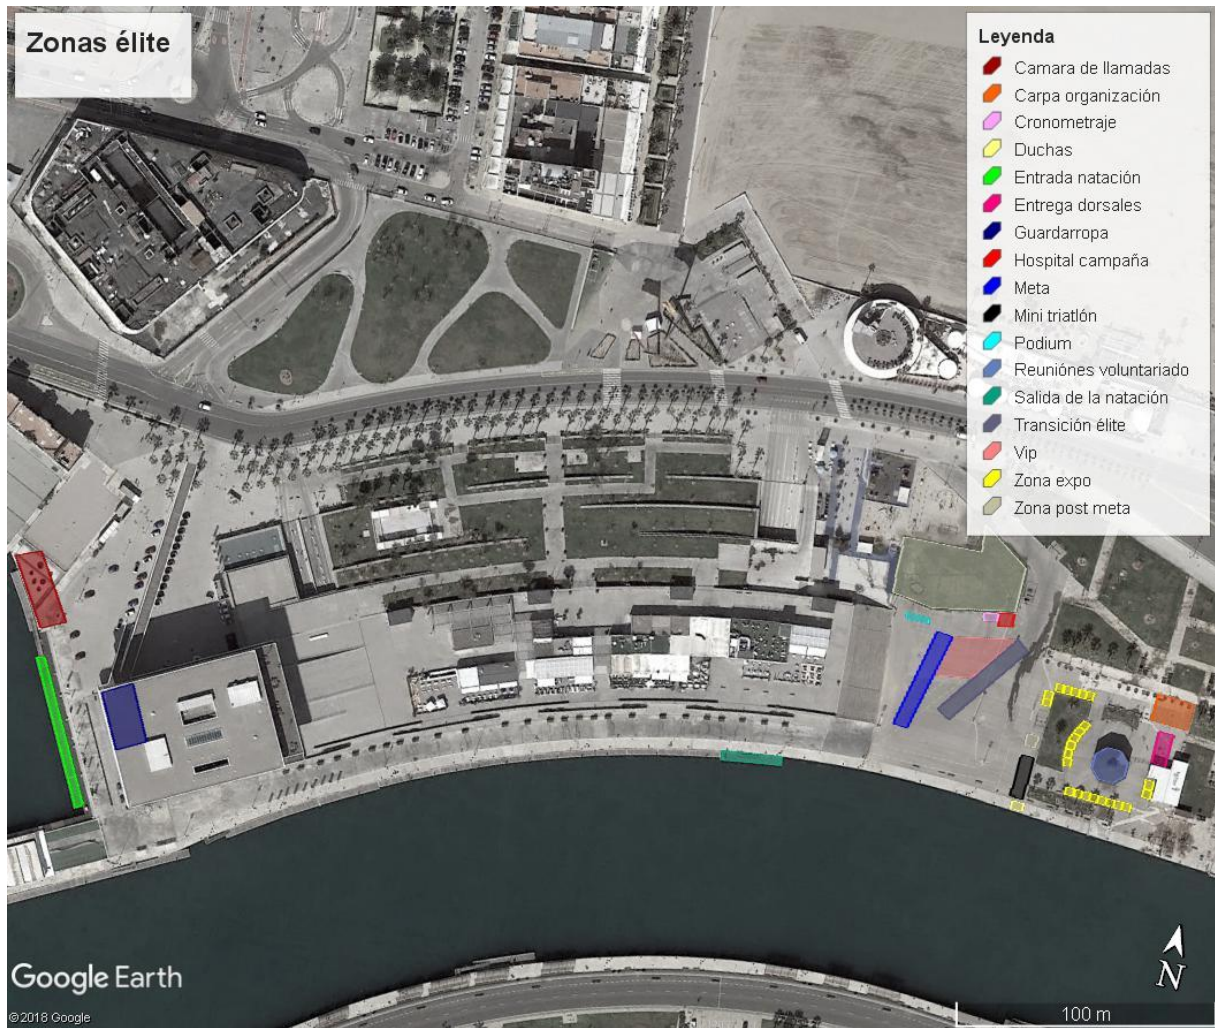 Zonas élite
Leyenda
Camara de llamadas
Carpa organización
Cronometraje
Duchas
Entrada natación
Entrega dorsales
Guardarropa
Hospital campaña
Meta
Mini triatlón
Podium
Reuniónes voluntariado
Salida de la natación
Transición élite
Vip
Zona expo
Zona post meta
Google Earth
N
©2018 Google
100 m